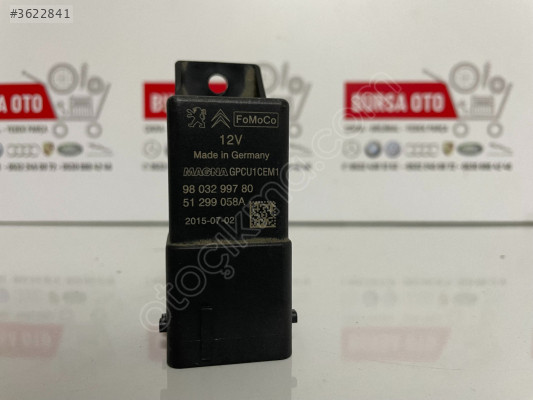 #3622841
BURSA OTO
BURSA OTO
FoMoCo
12V
Made in Germany
MAGNA GPCU1CEM1
98 032 997 80
51 299 058A
2015-07-02
otoçıkma